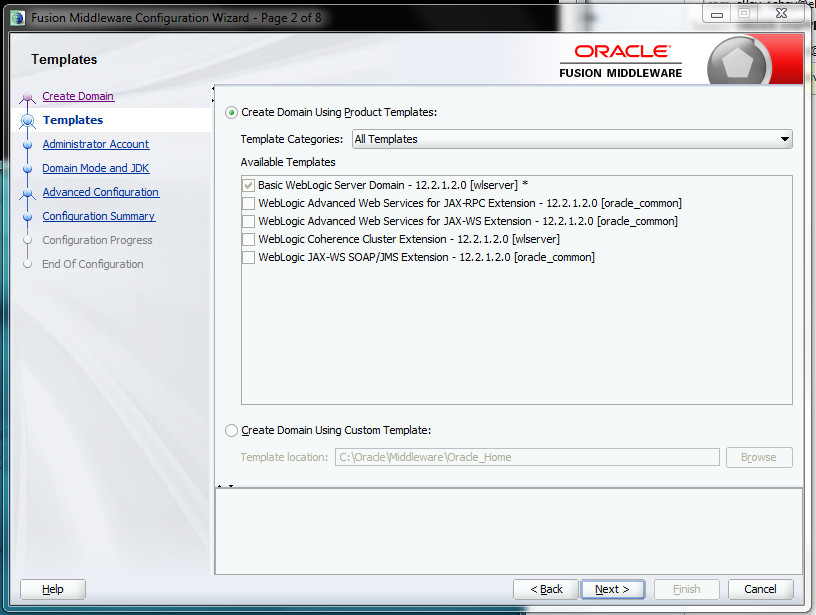 Fusion Middleware Configuration Wizard - Page 2 of 8
Templates
ORACLE
FUSION MIDDLEWARE
Create Domain
Templates
Administrator Account
Domain Mode and JDK
Advanced Configuration
Configuration Summary
Configuration Progress
End Of Configuration
Create Domain Using Product Templates:
Template Categories: All Templates
Available Templates
Basic WebLogic Server Domain - 12.2.1.2.0 [wlserver] *
WebLogic Advanced Web Services for JAX-RPC Extension - 12.2.1.2.0 [oracle_common]
WebLogic Advanced Web Services for JAX-WS Extension - 12.2.1.2.0 [oracle_common]
WebLogic Coherence Cluster Extension - 12.2.1.2.0 [wlserver]
WebLogic JAX-WS SOAP/JMS Extension - 12.2.1.2.0 [oracle_common]
Create Domain Using Custom Template:
Template location: C:\Oracle\Middleware\Oracle_Home Browse
Help < Back Next > Finish Cancel